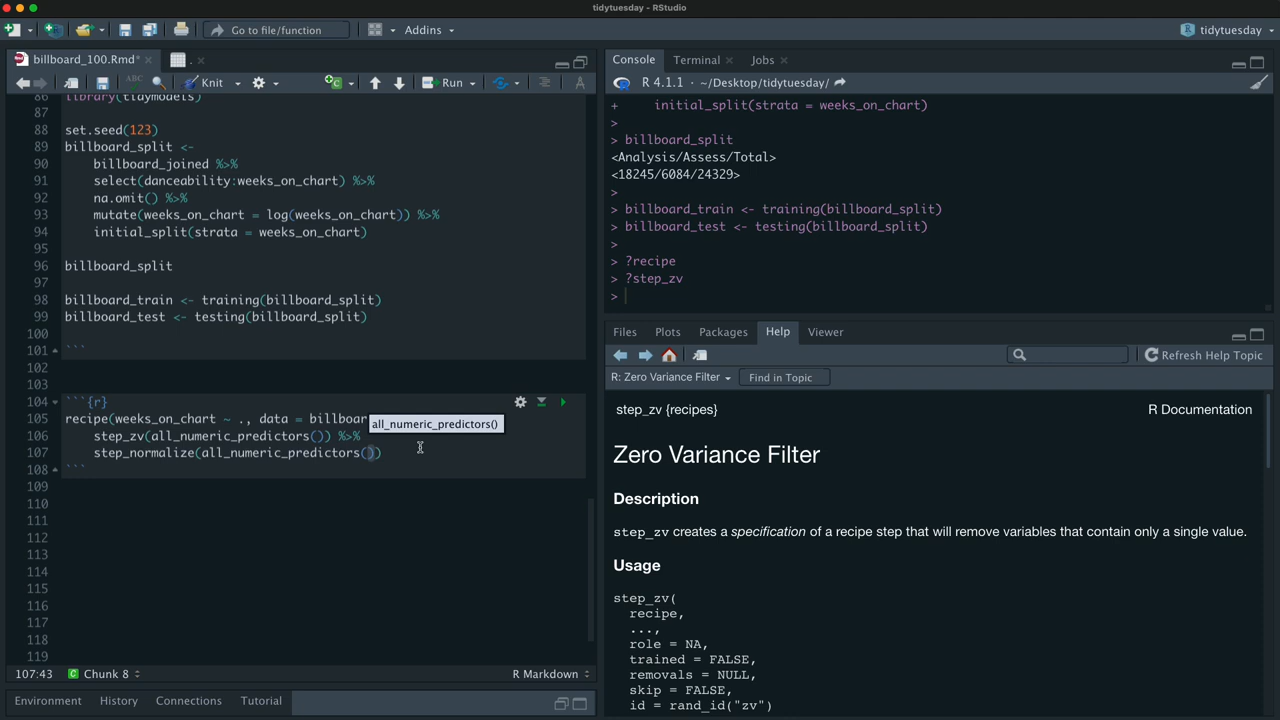 tidytuesday - RStudio
Go to file/function
Addins
tidytuesday
billboard_100.Rmd*
.
Knit
Run
86 library(tidymodels)
87
88 set.seed(123)
89 billboard_split <-
90 billboard_joined %>%
91 select(danceability:weeks_on_chart) %>%
92 na.omit() %>%
93 mutate(weeks_on_chart = log(weeks_on_chart)) %>%
94 initial_split(strata = weeks_on_chart)
95
96 billboard_split
97
98 billboard_train <- training(billboard_split)
99 billboard_test <- testing(billboard_split)
100
101 ```
102
103
104 ```{r}
105 recipe(weeks_on_chart ~ ., data = billboar
all_numeric_predictors()
106 step_zv(all_numeric_predictors()) %>%
107 step_normalize(all_numeric_predictors())
108 ```
109
110
111
112
113
114
115
116
117
118
119
107:43
Chunk 8
R Markdown
Environment
History
Connections
Tutorial
Console
Terminal
Jobs
R 4.1.1 · ~/Desktop/tidytuesday/
+ initial_split(strata = weeks_on_chart)
>
> billboard_split
<Analysis/Assess/Total>
<18245/6084/24329>
>
> billboard_train <- training(billboard_split)
> billboard_test <- testing(billboard_split)
>
> ?recipe
> ?step_zv
>
Files
Plots
Packages
Help
Viewer
Refresh Help Topic
R: Zero Variance Filter
Find in Topic
step_zv {recipes}
R Documentation
Zero Variance Filter
Description
step_zv creates a specification of a recipe step that will remove variables that contain only a single value.
Usage
step_zv(
recipe,
...,
role = NA,
trained = FALSE,
removals = NULL,
skip = FALSE,
id = rand_id("zv")